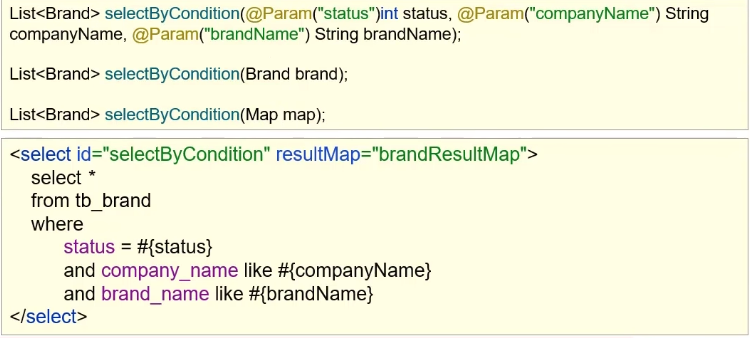 List<Brand> selectByCondition(@Param("status")int status, @Param("companyName") String
companyName, @Param("brandName") String brandName);
List<Brand> selectByCondition(Brand brand);
List<Brand> selectByCondition(Map map);
<select id="selectByCondition" resultMap="brandResultMap">
select *
from tb_brand
where
status = #{status}
and company_name like #{companyName}
and brand_name like #{brandName}
</select>